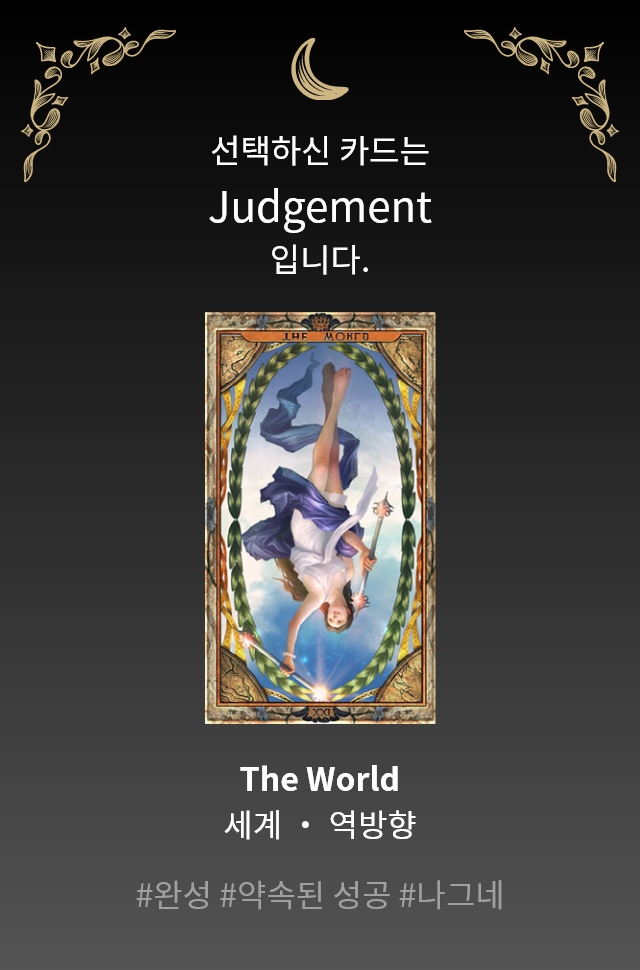 선택하신 카드는
Judgement
입니다.
THE WORLD
XXI
The World
세계 · 역방향
#완성 #약속된 성공 #나그네